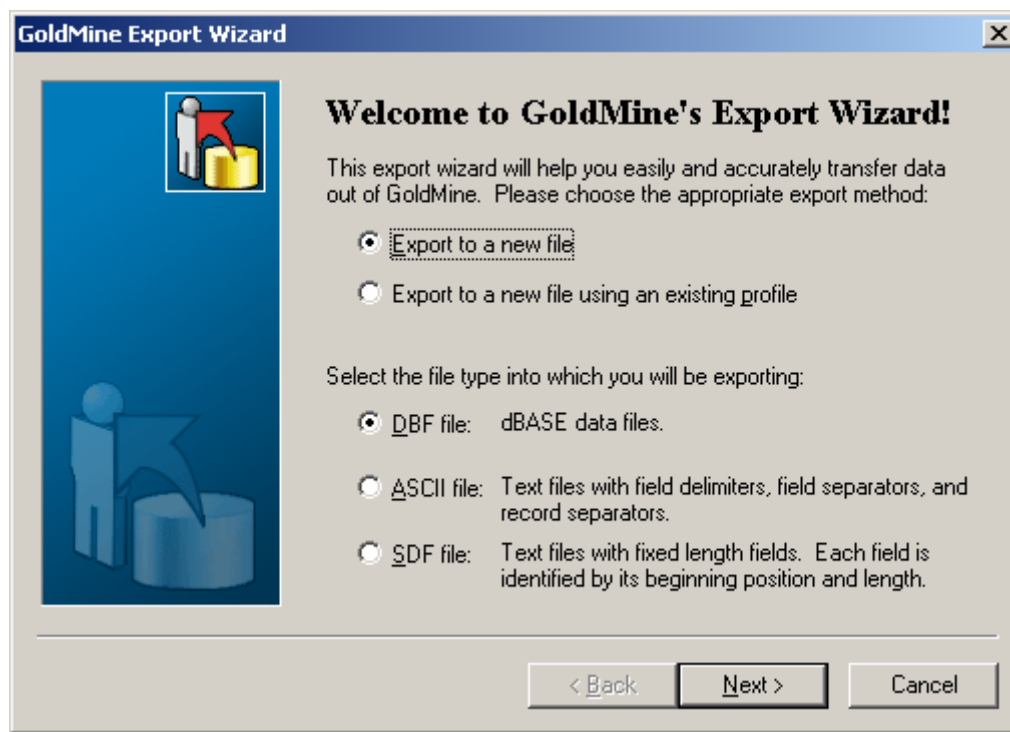 GoldMine Export Wizard
Welcome to GoldMine's Export Wizard!
This export wizard will help you easily and accurately transfer data
out of GoldMine.  Please choose the appropriate export method:
Export to a new file
Export to a new file using an existing profile
Select the file type into which you will be exporting:
DBF file: dBASE data files.
ASCII file: Text files with field delimiters, field separators, and
record separators.
SDF file: Text files with fixed length fields.  Each field is
identified by its beginning position and length.
< Back Next > Cancel